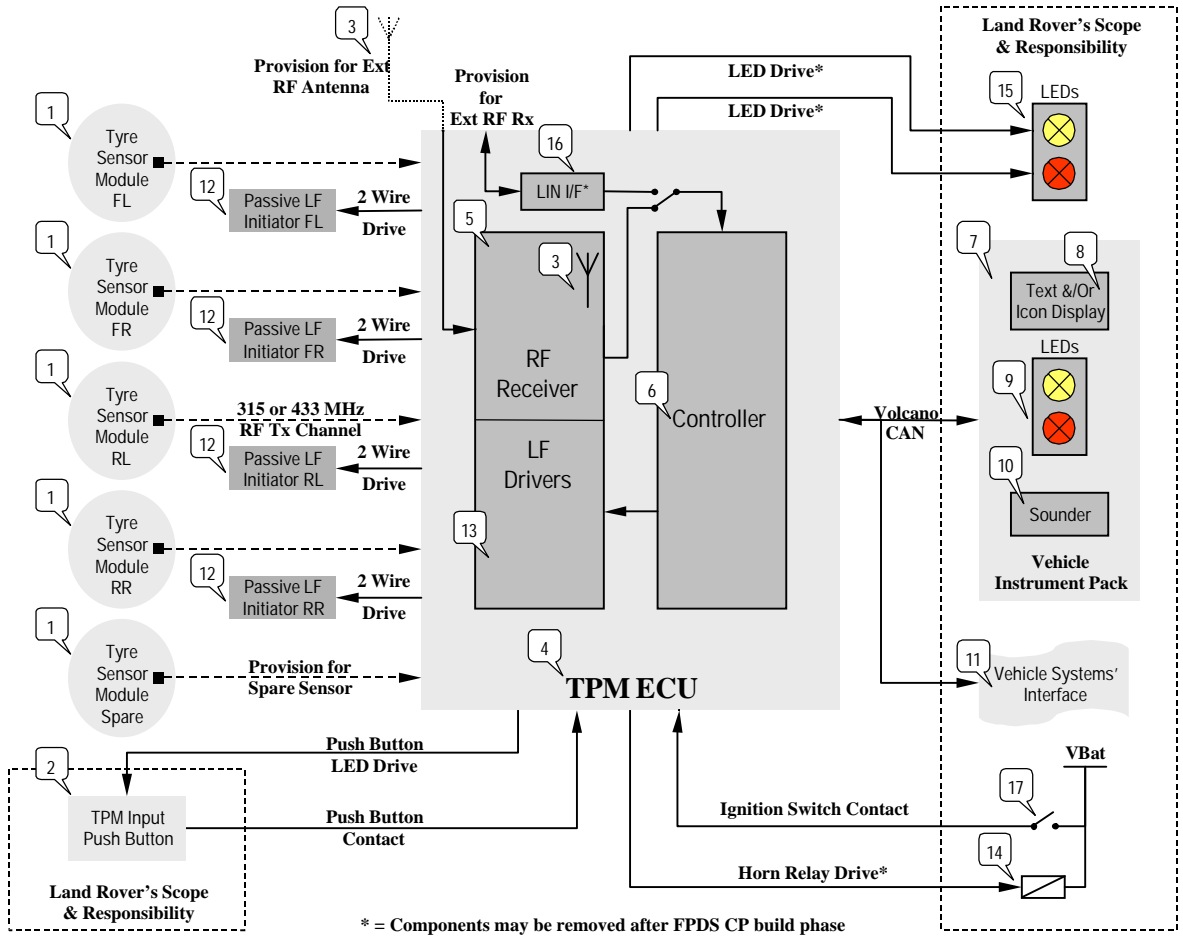 3
Provision for Ext
RF Antenna
Provision
for
Ext RF Rx
LED Drive*
LED Drive*
Land Rover's Scope
& Responsibility
15
LEDs
1
Tyre
Sensor
Module
FL
12
Passive LF
Initiator FL
2 Wire
Drive
1
Tyre
Sensor
Module
FR
12
Passive LF
Initiator FR
2 Wire
Drive
1
Tyre
Sensor
Module
RL
315 or 433 MHz
RF Tx Channel
12
Passive LF
Initiator RL
2 Wire
Drive
1
Tyre
Sensor
Module
RR
12
Passive LF
Initiator RR
2 Wire
Drive
1
Tyre
Sensor
Module
Spare
Provision for
Spare Sensor
16
LIN I/F*
5
3
RF
Receiver
LF
Drivers
13
6
Controller
4
TPM ECU
Volcano
CAN
7
8
Text &/Or
Icon Display
LEDs
9
10
Sounder
Vehicle
Instrument Pack
11
Vehicle Systems'
Interface
VBat
17
Ignition Switch Contact
14
Horn Relay Drive*
Push Button
LED Drive
2
TPM Input
Push Button
Push Button
Contact
Land Rover's Scope
& Responsibility
* = Components may be removed after FPDS CP build phase